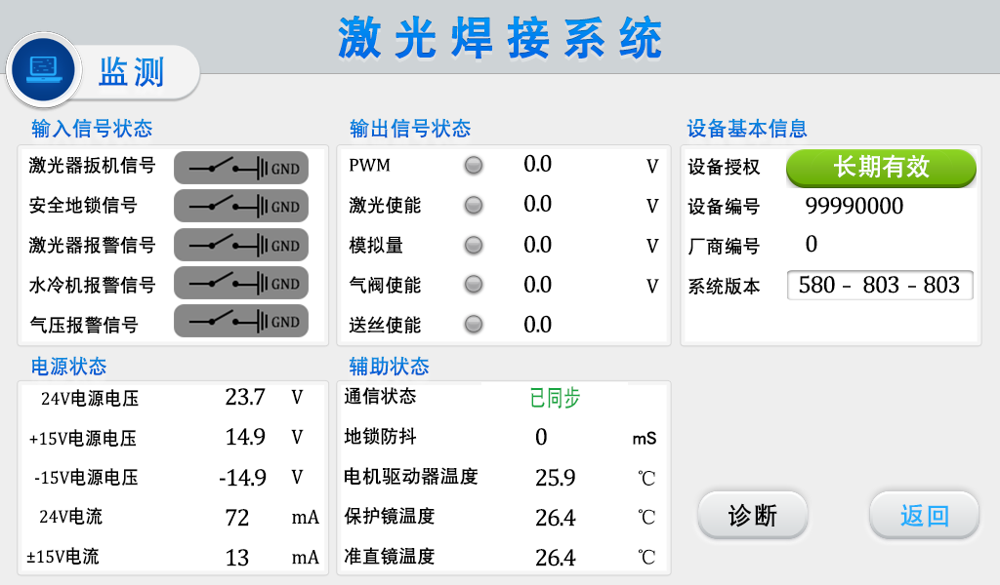 激光焊接系统
监测
输入信号状态
激光器扳机信号 GND
安全地锁信号 GND
激光器报警信号 GND
水冷机报警信号 GND
气压报警信号 GND
输出信号状态
PWM 0.0 V
激光使能 0.0 V
模拟量 0.0 V
气阀使能 0.0 V
送丝使能 0.0
设备基本信息
设备授权 长期有效
设备编号 99990000
厂商编号 0
系统版本 580 - 803 - 803
电源状态
24V电源电压 23.7 V
+15V电源电压 14.9 V
-15V电源电压 -14.9 V
24V电流 72 mA
±15V电流 13 mA
辅助状态
通信状态 已同步
地锁防抖 0 mS
电机驱动器温度 25.9 ℃
保护镜温度 26.4 ℃
准直镜温度 26.4 ℃
诊断 返回